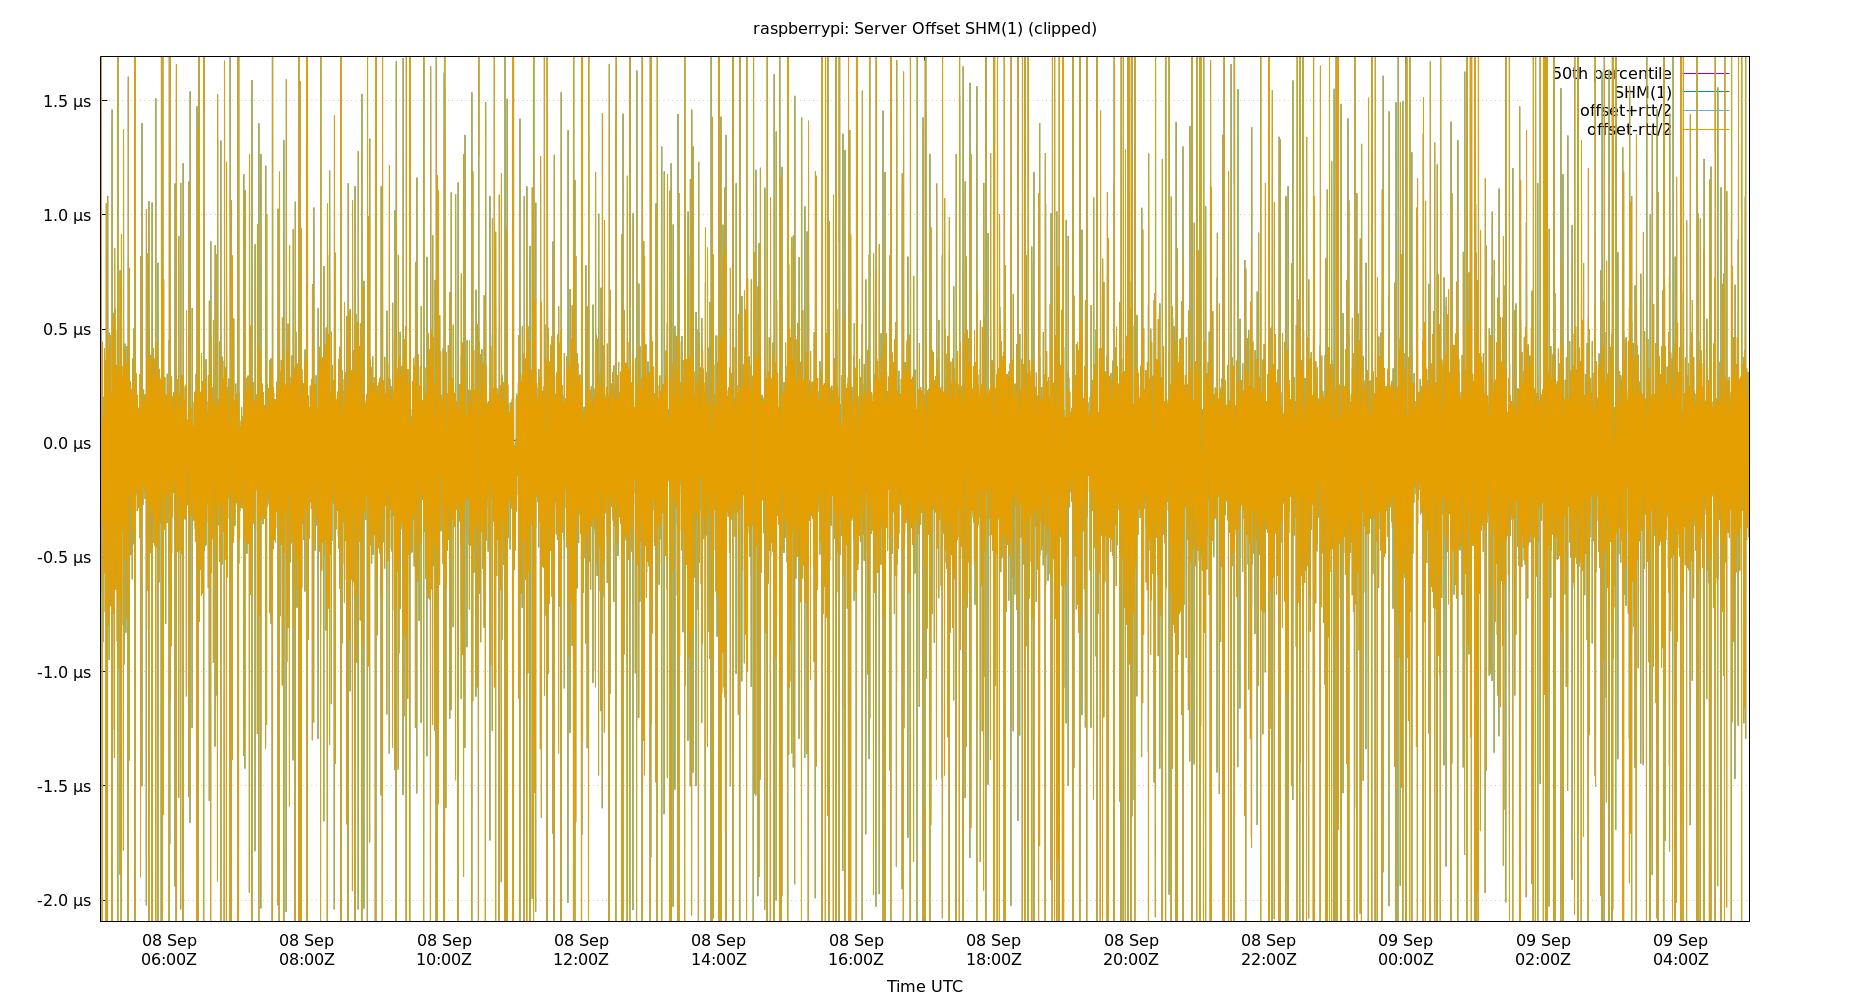 raspberrypi: Server Offset SHM(1) (clipped)
50th percentile
SHM(1)
offset+rtt/2
offset-rtt/2
1.5 µs
1.0 µs
0.5 µs
0.0 µs
-0.5 µs
-1.0 µs
-1.5 µs
-2.0 µs
08 Sep 08 Sep 08 Sep 08 Sep 08 Sep 08 Sep 08 Sep 08 Sep 08 Sep 09 Sep 09 Sep 09 Sep
06:00Z 08:00Z 10:00Z 12:00Z 14:00Z 16:00Z 18:00Z 20:00Z 22:00Z 00:00Z 02:00Z 04:00Z
Time UTC